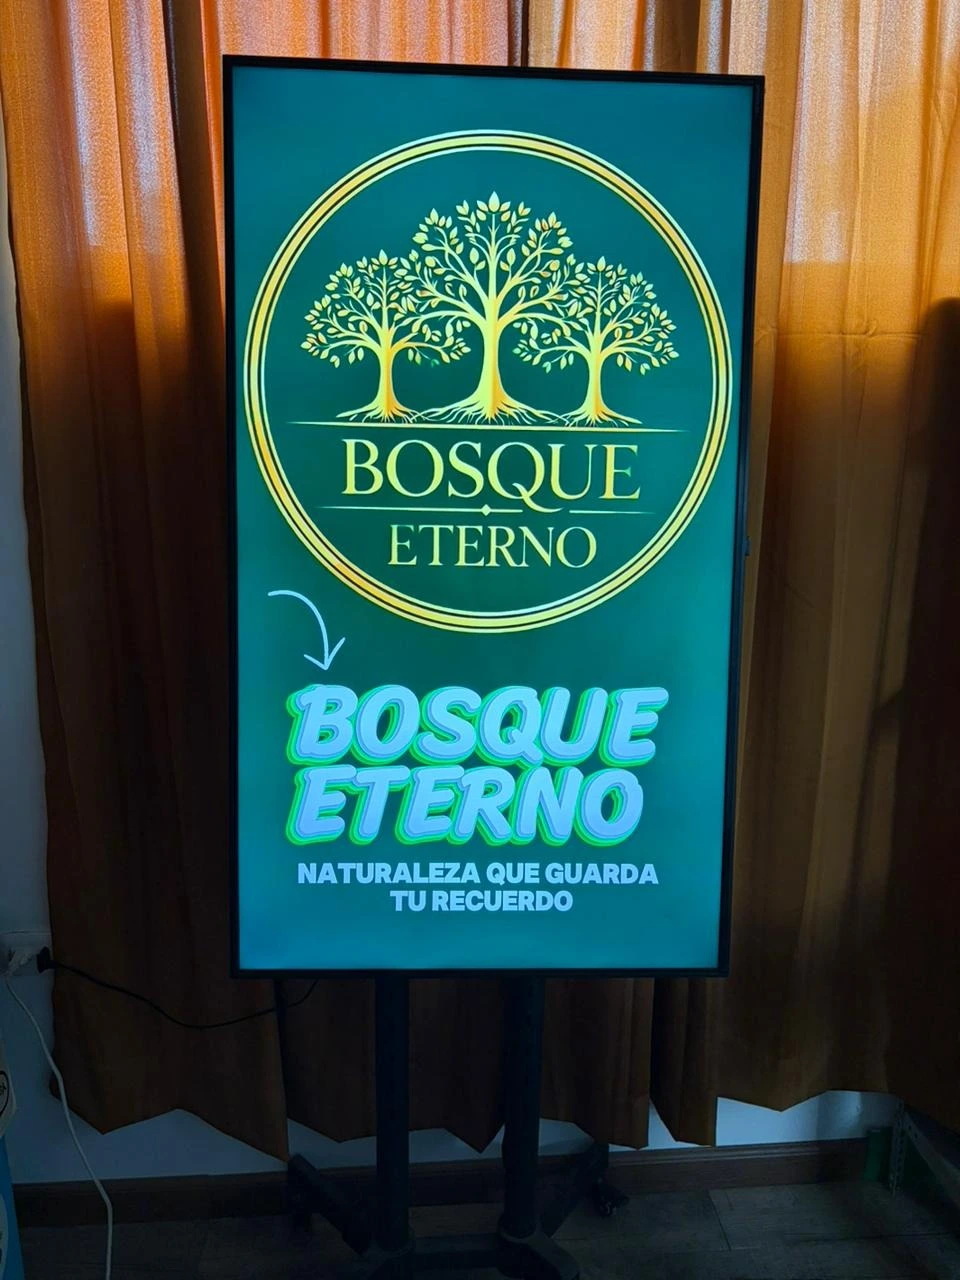 BOSQUE
ETERNO
BOSQUE
ETERNO
NATURALEZA QUE GUARDA
TU RECUERDO